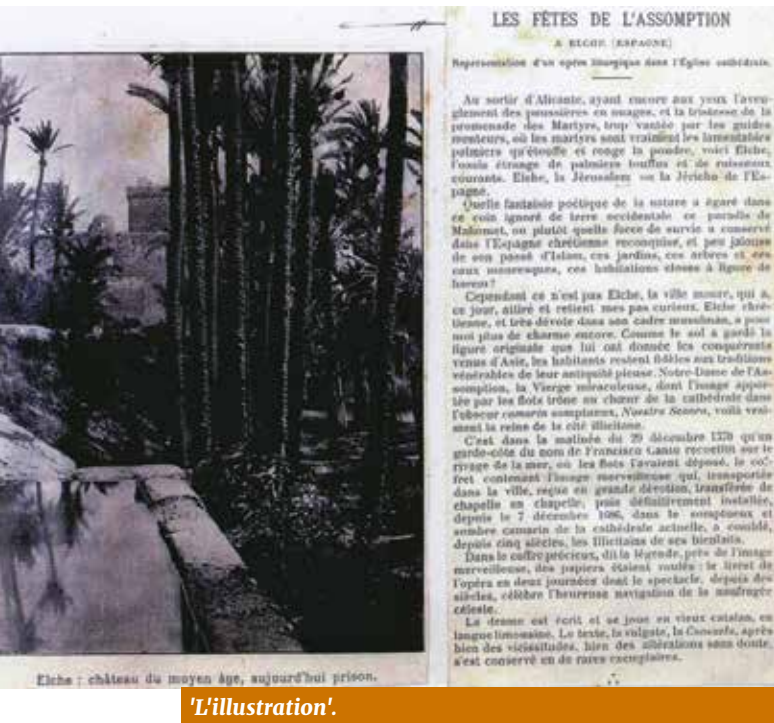 LES FÊTES DE L'ASSOMPTION
A ELCHE (ESPAGNE)
Représentation d'un opéra liturgique dans l'Église cathédrale.
Au sortir d'Alicante, ayant encore aux yeux l'aveu-
glement des poussières en nuages, et la tristesse de la
promenade des Martyrs, trop vantée par les guides
menteurs, où les martyrs sont vraiment les lamentables
palmiers qu'étouffe et ronge la poudre, voici Elche,
l'oasis étrange de palmiers touffus et de ruisseaux
courants. Elche, la Jérusalem ou la Jéricho de l'Es-
pagne.
Quelle fantaisie poétique de la nature a égaré dans
ce coin ignoré de terre occidentale ce paradis de
Mahomet, ou plutôt quelle force de survie a conservé
dans l'Espagne chrétienne reconquise, et peu jalouse
de son passé d'Islam, ces jardins, ces arbres et ces
eaux mauresques, ces habitations closes à figure de
harem?
Cependant ce n'est pas Elche, la ville maure, qui a,
ce jour, attiré et retient mes pas curieux. Elche chré-
tienne, et très dévote dans son cadre musulman, a pour
moi plus de charme encore. Comme le sol a gardé la
figure originale que lui ont donnée les conquérants
venus d'Asie, les habitants restent fidèles aux traditions
vénérables de leur antiquité pieuse. Notre-Dame de l'As-
somption, la Vierge miraculeuse, dont l'image appor-
tée par les flots trône au chœur de la cathédrale dans
l'obscur camarin somptueux, Nuestra Senora, voilà vrai-
ment la reine de la cité illicitane.
C'est dans la matinée du 29 décembre 1370 qu'un
garde-côte du nom de Francisco Cantu recueillit sur le
rivage de la mer, où les flots l'avaient déposé, le cof-
fret contenant l'image merveilleuse qui, transportée
dans la ville, reçue en grande dévotion, transférée de
chapelle en chapelle, puis définitivement installée,
depuis le 7 décembre 1686, dans le somptueux et
sombre camarin de la cathédrale actuelle, a comblé,
depuis cinq siècles, les Illicitains de ses bienfaits.
Dans le coffre précieux, dit la légende, près de l'image
merveilleuse, des papiers étaient roulés : le livret de
l'opéra en deux journées dont le spectacle, depuis des
siècles, célèbre l'heureuse navigation de la naufragée
céleste.
Le drame est écrit et se joue en vieux catalan, en
langue limousine. Le texte, la vulgate, la Consueta, après
bien des vicissitudes, bien des altérations sans doute,
s'est conservé en de rares exemplaires.
Elche : château du moyen âge, aujourd'hui prison.
'L'illustration'.